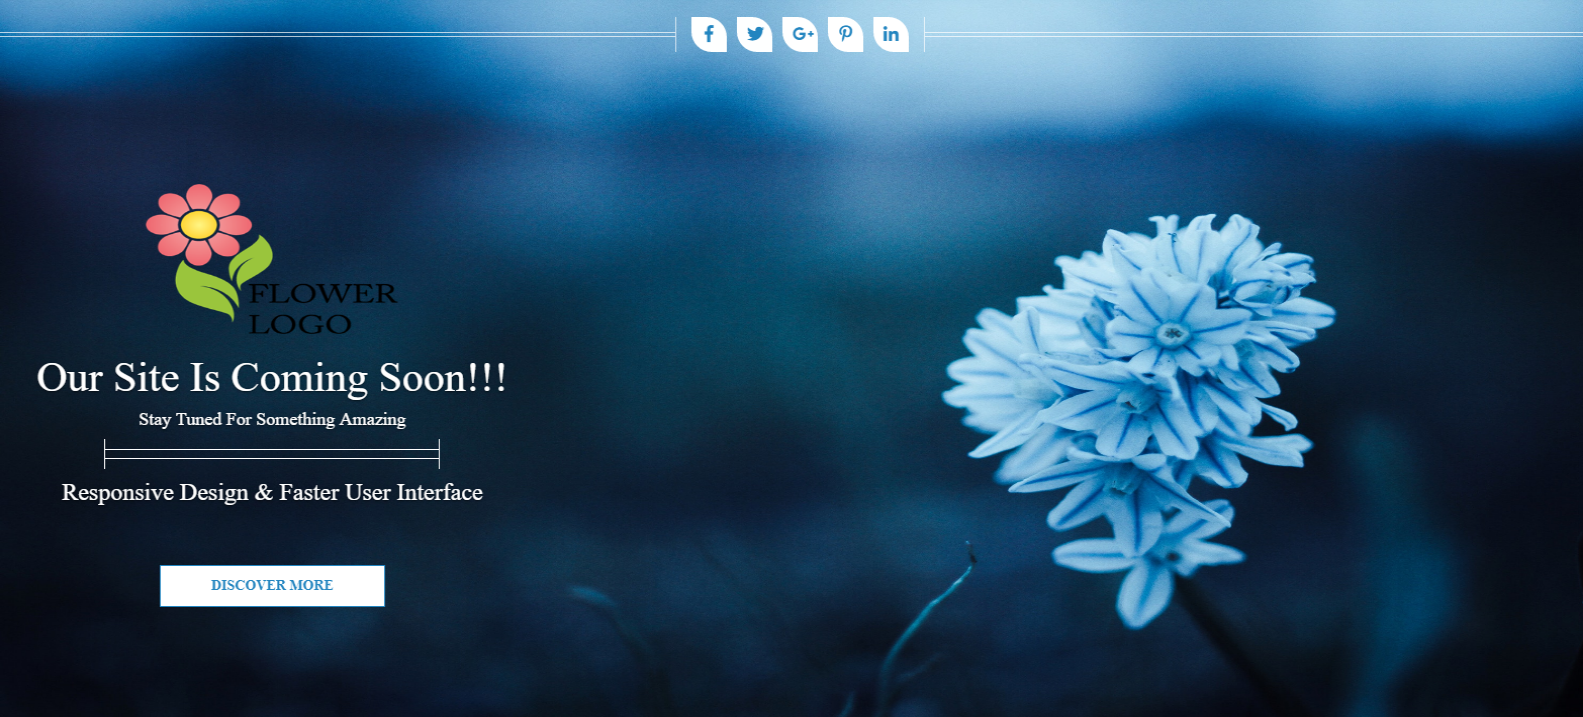 G+
FLOWER
LOGO
Our Site Is Coming Soon!!!
Stay Tuned For Something Amazing
Responsive Design & Faster User Interface
DISCOVER MORE